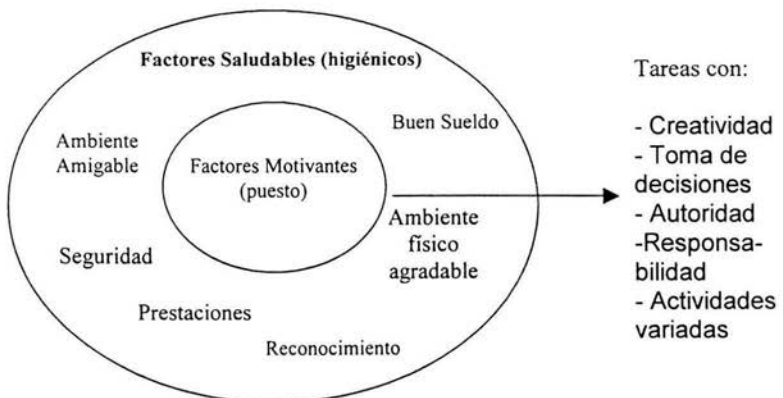 Factores Saludables (higiénicos)
Buen Sueldo
Ambiente
Amigable
Factores Motivantes
(puesto)
Ambiente
físico
agradable
Seguridad
Prestaciones
Reconocimiento
Tareas con:
- Creatividad
- Toma de
decisiones
- Autoridad
-Responsa-
bilidad
- Actividades
variadas